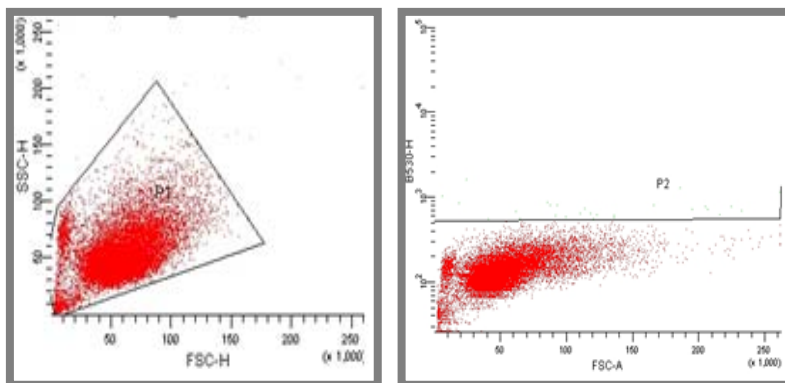 (x 1,000)
SSC-H
250
200
150
100
50
P1
50 100 150 200 250
(x 1,000)
FSC-H
B530-H
10^5
10^4
10^3
10^2
P2
50 100 150 200 250
(x 1,000)
FSC-A